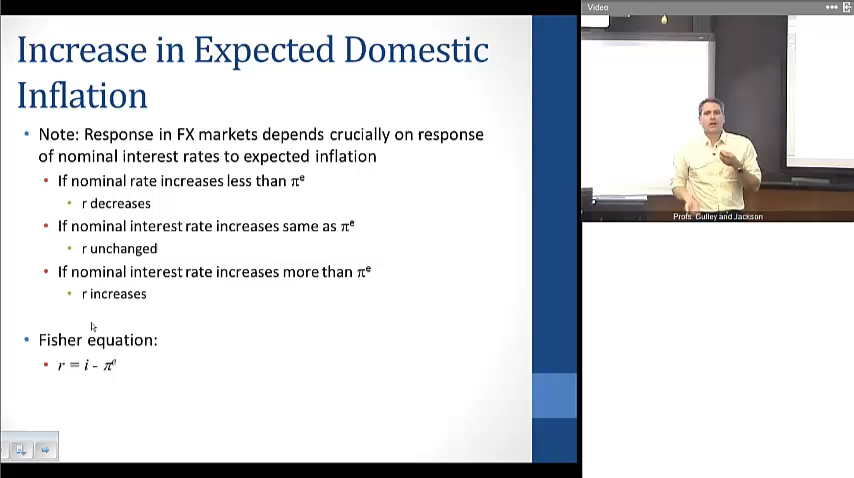 Increase in Expected Domestic
Inflation
• Note: Response in FX markets depends crucially on response
of nominal interest rates to expected inflation
• If nominal rate increases less than πᵉ
• r decreases
• If nominal interest rate increases same as πᵉ
• r unchanged
• If nominal interest rate increases more than πᵉ
• r increases
• Fisher equation:
• r = i - πᵉ
Video
Profs. Gulley and Jackson